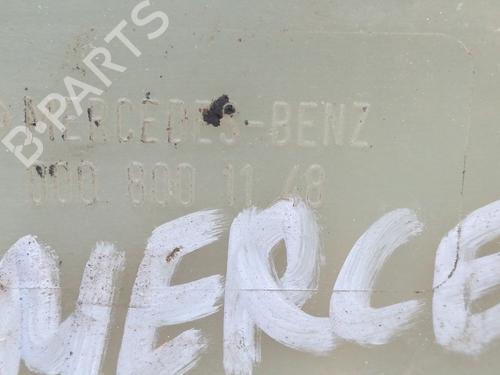 B-PARTS
MERCEDES-BENZ
000 800 11 48
MERCE